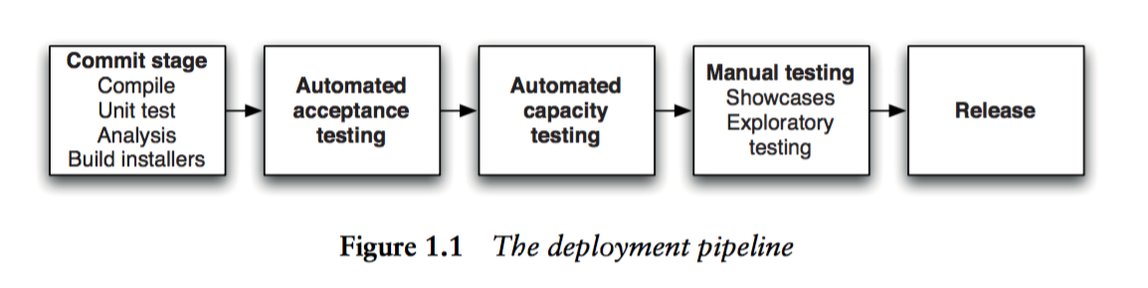 Commit stage
Compile
Unit test
Analysis
Build installers
Automated
acceptance
testing
Automated
capacity
testing
Manual testing
Showcases
Exploratory
testing
Release
Figure 1.1 The deployment pipeline